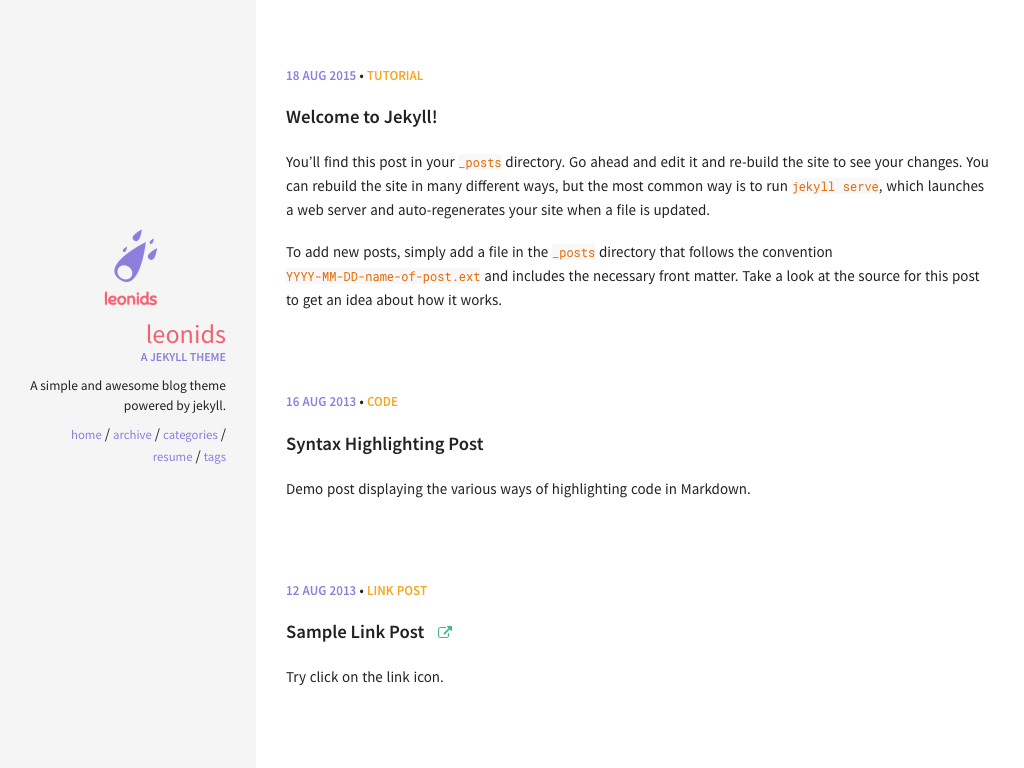 leonids
leonids
A JEKYLL THEME
A simple and awesome blog theme
powered by jekyll.
home / archive / categories /
resume / tags
18 AUG 2015 • TUTORIAL
Welcome to Jekyll!
You’ll find this post in your _posts directory. Go ahead and edit it and re-build the site to see your changes. You
can rebuild the site in many different ways, but the most common way is to run jekyll serve, which launches
a web server and auto-regenerates your site when a file is updated.
To add new posts, simply add a file in the _posts directory that follows the convention
YYYY-MM-DD-name-of-post.ext and includes the necessary front matter. Take a look at the source for this post
to get an idea about how it works.
16 AUG 2013 • CODE
Syntax Highlighting Post
Demo post displaying the various ways of highlighting code in Markdown.
12 AUG 2013 • LINK POST
Sample Link Post
Try click on the link icon.